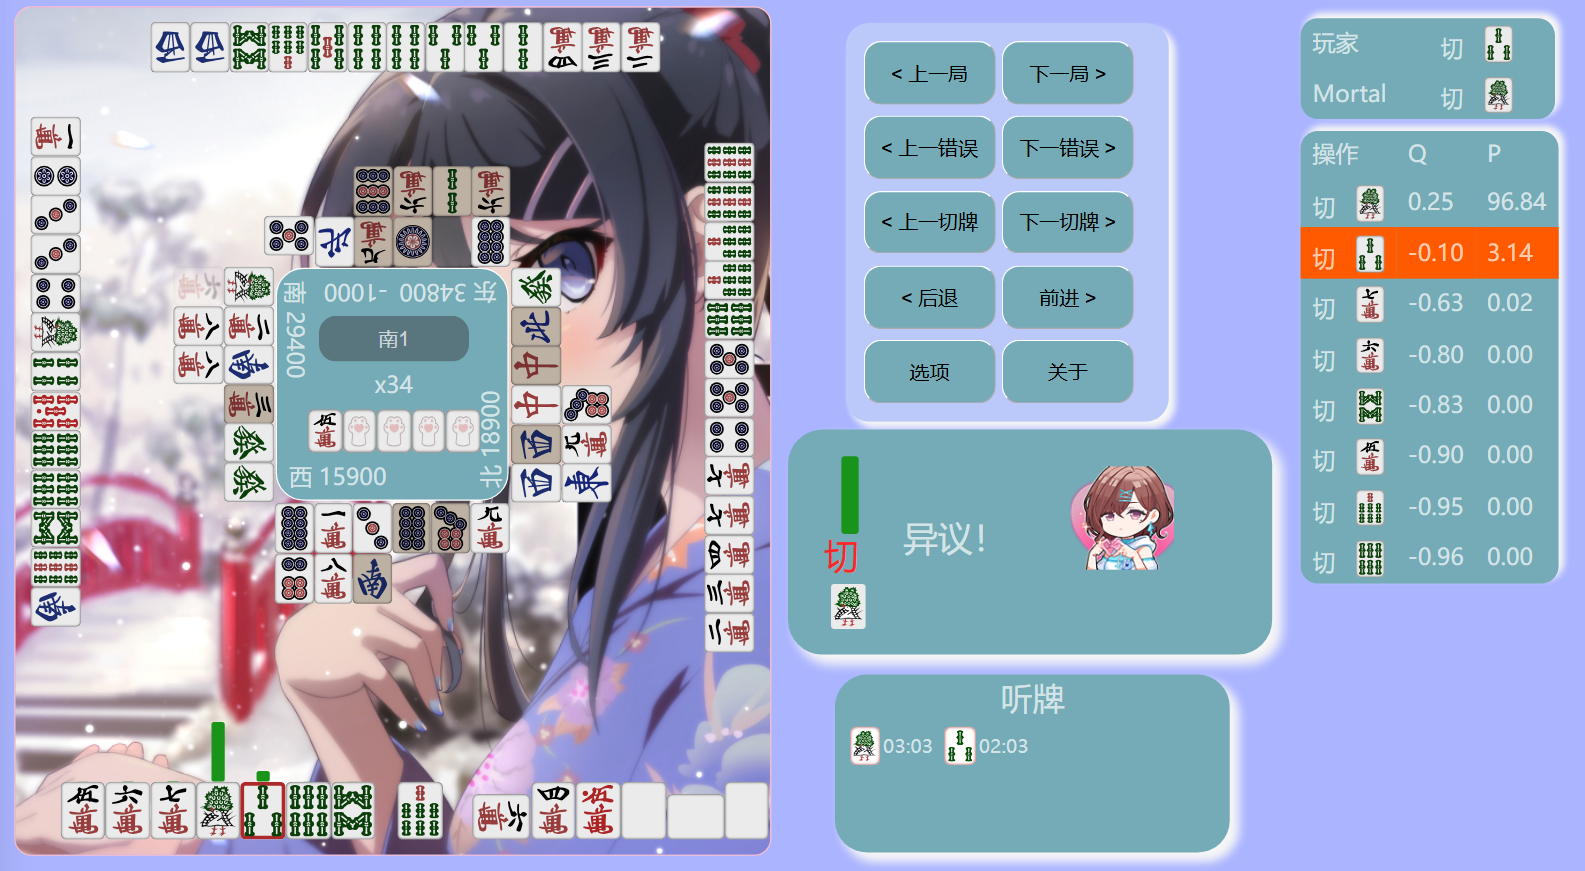 < 上一局
下一局 >
< 上一错误
下一错误 >
< 上一切牌
下一切牌 >
< 后退
前进 >
选项
关于
玩家
切
Mortal
切
操作
Q
P
切
0.25
96.84
切
-0.10
3.14
切
-0.63
0.02
切
-0.80
0.00
切
-0.83
0.00
切
-0.90
0.00
切
-0.95
0.00
切
-0.96
0.00
东 34800 -1000
南 29400
南1
x34
西 15900
北 18900
切
异议!
听牌
03:03
02:03